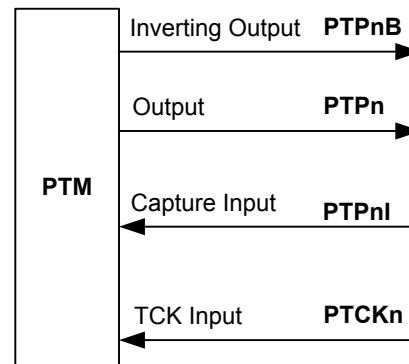 Inverting Output PTPnB
Output PTPn
PTM
Capture Input PTPnI
TCK Input PTCKn